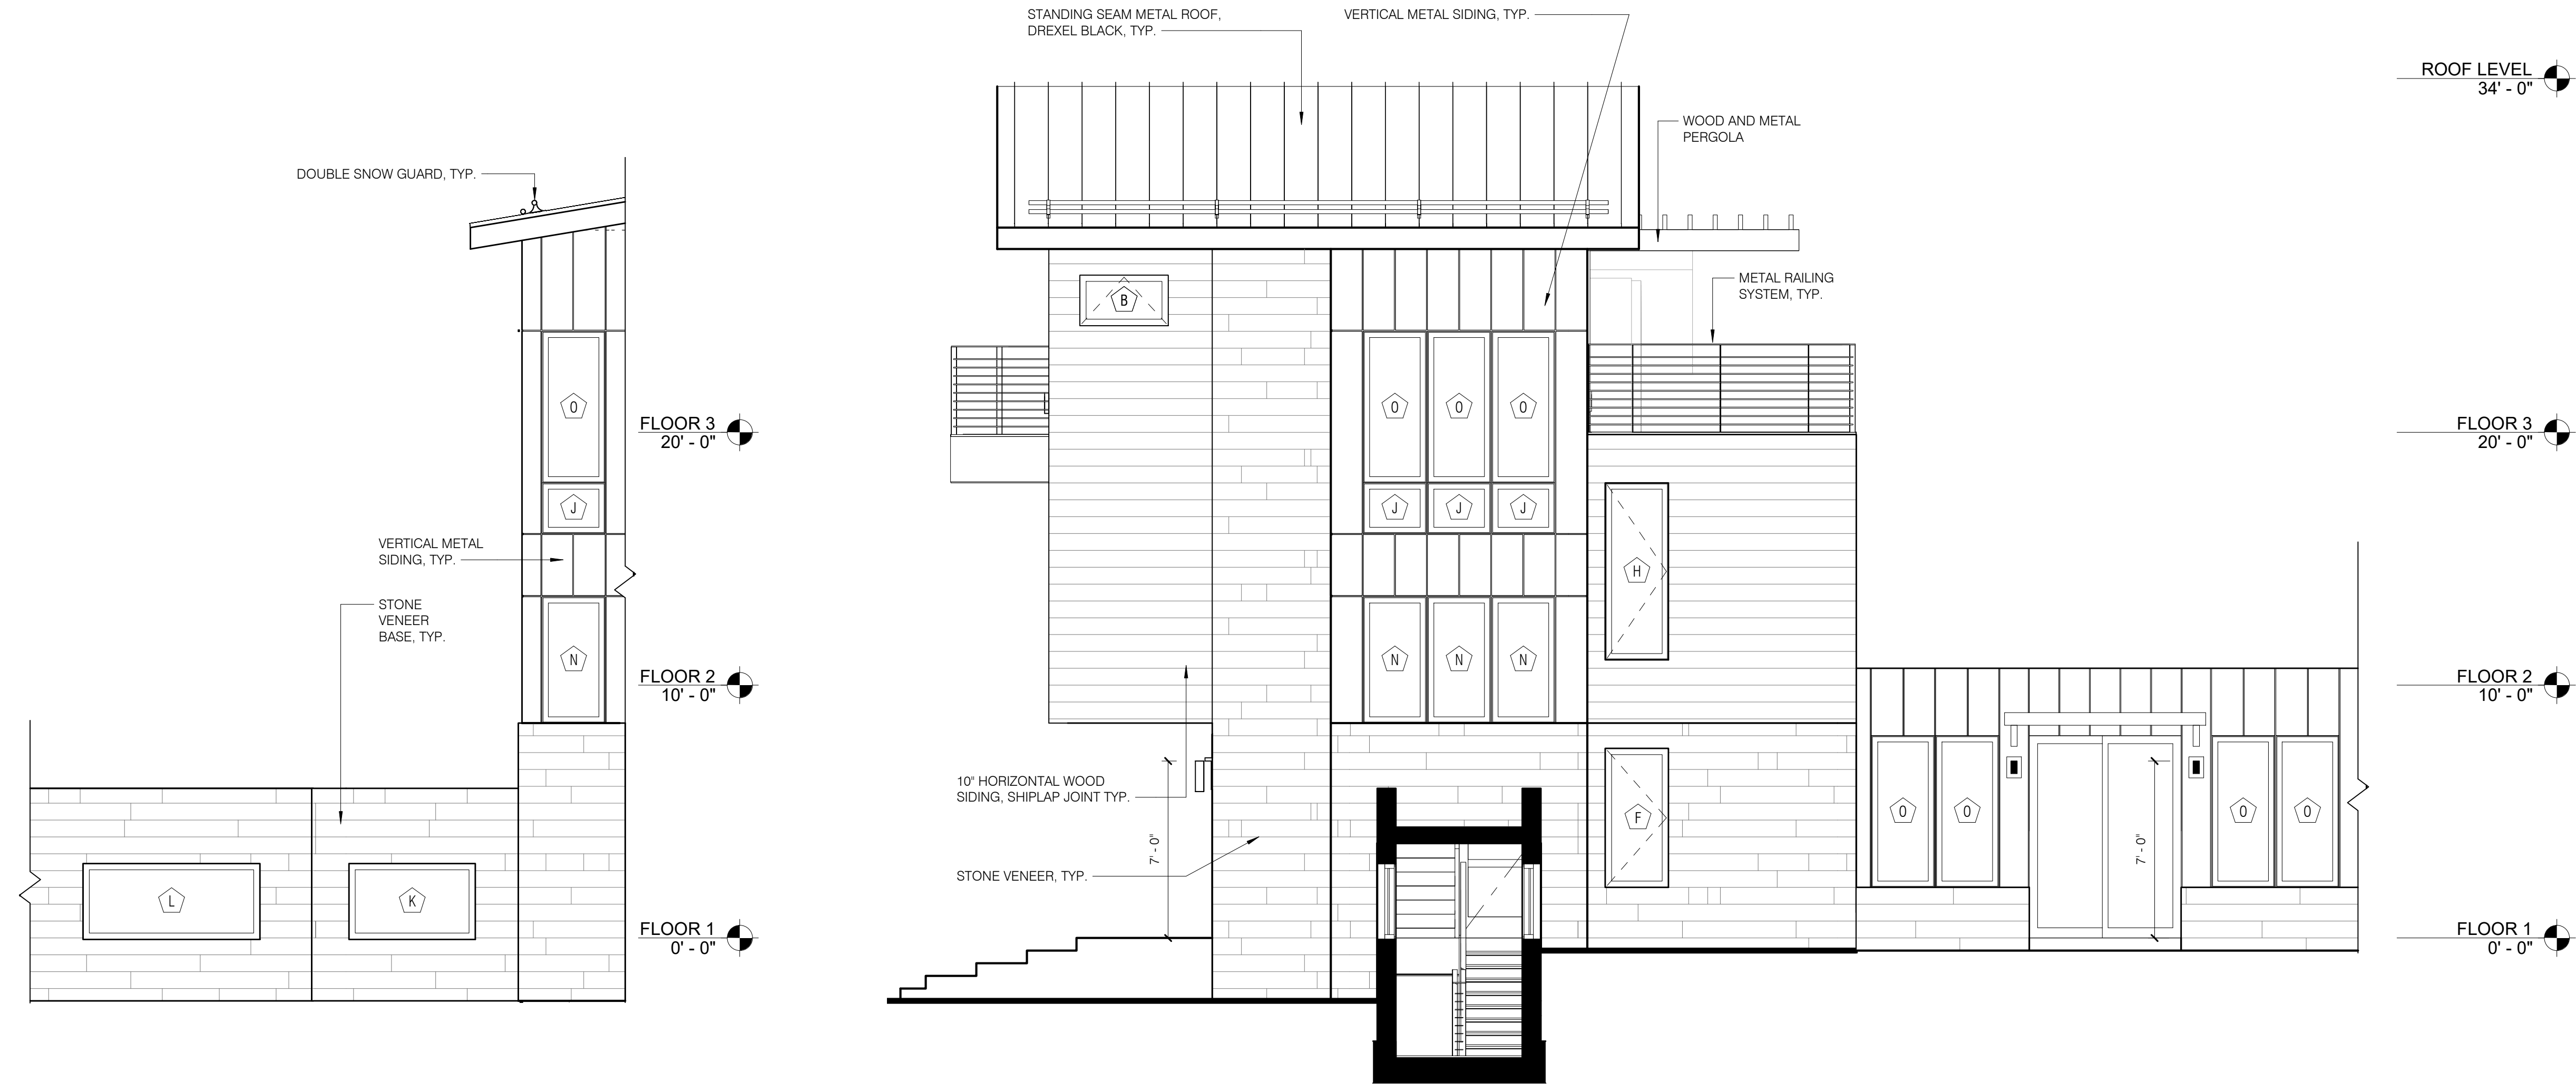 STANDING SEAM METAL ROOF,
DREXEL BLACK, TYP.
VERTICAL METAL SIDING, TYP.
ROOF LEVEL
34' - 0"
WOOD AND METAL
PERGOLA
DOUBLE SNOW GUARD, TYP.
METAL RAILING
SYSTEM, TYP.
B
O
FLOOR 3
20' - 0"
O
O
O
FLOOR 3
20' - 0"
J
J
J
J
VERTICAL METAL
SIDING, TYP.
H
STONE
VENEER
BASE, TYP.
N
N
N
N
FLOOR 2
10' - 0"
FLOOR 2
10' - 0"
10" HORIZONTAL WOOD
SIDING, SHIPLAP JOINT TYP.
7' - 0"
STONE VENEER, TYP.
F
O
O
O
O
7' - 0"
L
K
FLOOR 1
0' - 0"
FLOOR 1
0' - 0"